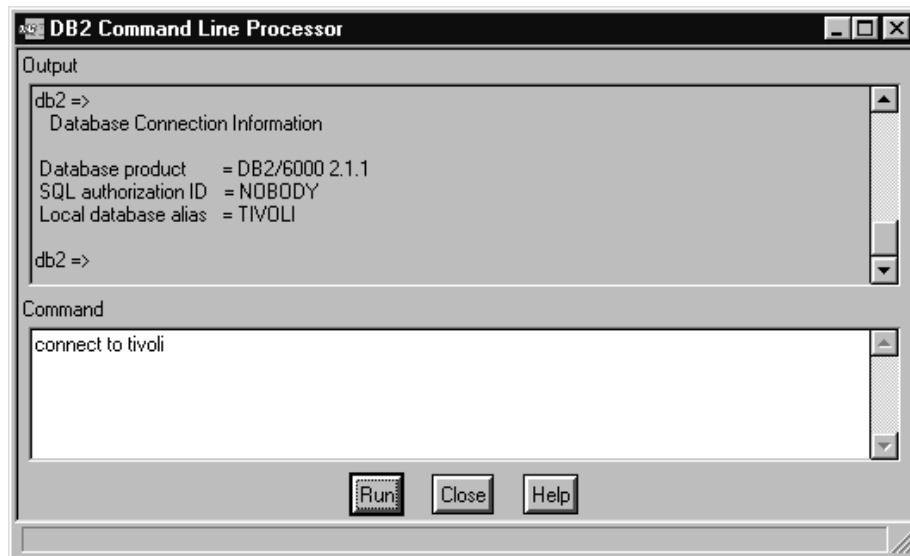 DB2 Command Line Processor
Output
db2 =>
Database Connection Information
Database product = DB2/6000 2.1.1
SQL authorization ID = NOBODY
Local database alias = TIVOLI
db2 =>
Command
connect to tivoli
Run Close Help